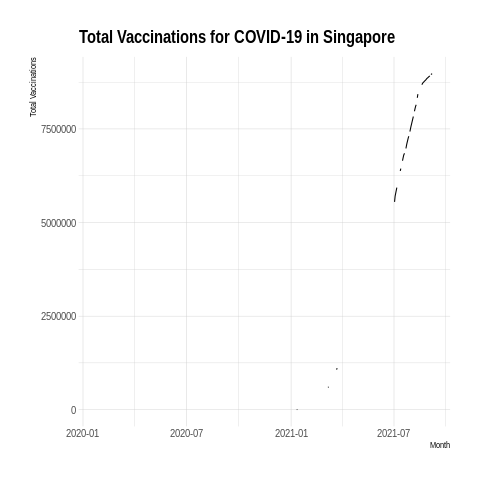 Total Vaccinations for COVID-19 in Singapore
Total Vaccinations
7500000
5000000
2500000
0
2020-01 2020-07 2021-01 2021-07
Month